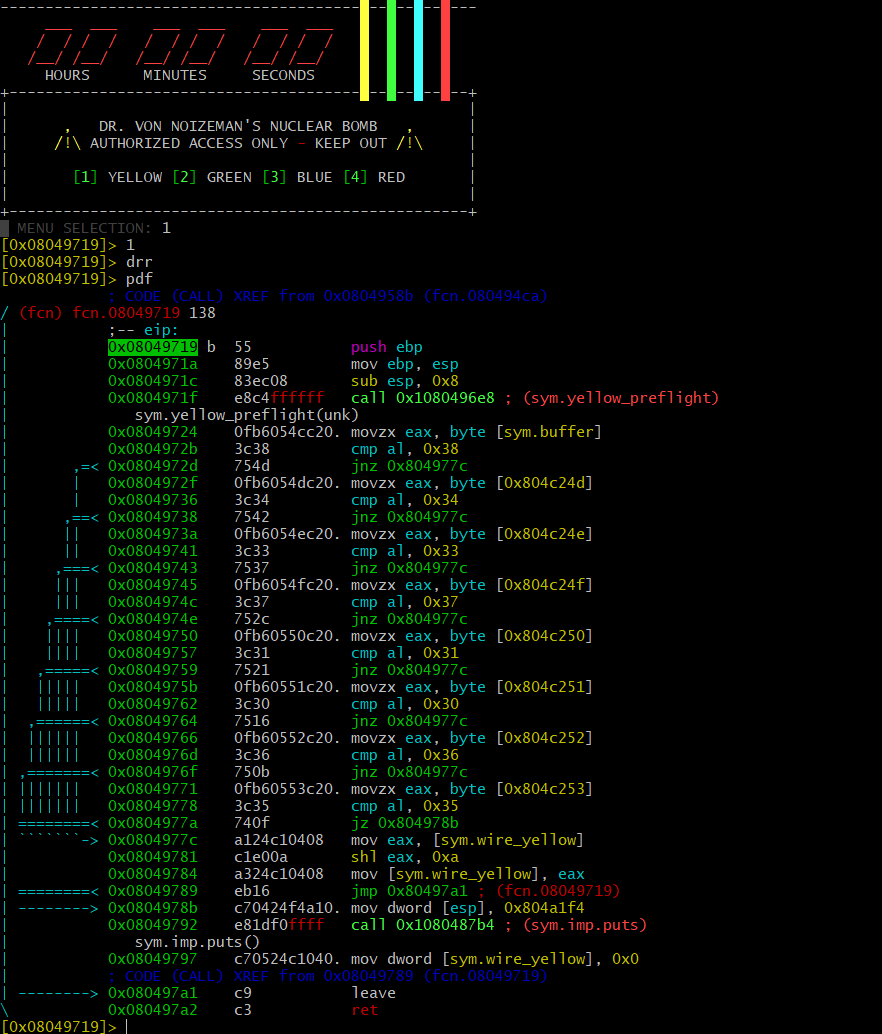 HOURS MINUTES SECONDS
DR. VON NOIZEMAN'S NUCLEAR BOMB
/!\ AUTHORIZED ACCESS ONLY - KEEP OUT /!\
[1] YELLOW [2] GREEN [3] BLUE [4] RED
MENU SELECTION: 1
[0x08049719]> 1
[0x08049719]> drr
[0x08049719]> pdf
; CODE (CALL) XREF from 0x0804958b (fcn.080494ca)
/ (fcn) fcn.08049719 138
;-- eip:
0x08049719 b 55 push ebp
0x0804971a 89e5 mov ebp, esp
0x0804971c 83ec08 sub esp, 0x8
0x0804971f e8c4ffffff call 0x1080496e8 ; (sym.yellow_preflight)
sym.yellow_preflight(unk)
0x08049724 0fb6054cc20. movzx eax, byte [sym.buffer]
0x0804972b 3c38 cmp al, 0x38
,=< 0x0804972d 754d jnz 0x804977c
| 0x0804972f 0fb6054dc20. movzx eax, byte [0x804c24d]
| 0x08049736 3c34 cmp al, 0x34
,==< 0x08049738 7542 jnz 0x804977c
|| 0x0804973a 0fb6054ec20. movzx eax, byte [0x804c24e]
|| 0x08049741 3c33 cmp al, 0x33
,===< 0x08049743 7537 jnz 0x804977c
||| 0x08049745 0fb6054fc20. movzx eax, byte [0x804c24f]
||| 0x0804974c 3c37 cmp al, 0x37
,====< 0x0804974e 752c jnz 0x804977c
|||| 0x08049750 0fb60550c20. movzx eax, byte [0x804c250]
|||| 0x08049757 3c31 cmp al, 0x31
,=====< 0x08049759 7521 jnz 0x804977c
||||| 0x0804975b 0fb60551c20. movzx eax, byte [0x804c251]
||||| 0x08049762 3c30 cmp al, 0x30
,======< 0x08049764 7516 jnz 0x804977c
|||||| 0x08049766 0fb60552c20. movzx eax, byte [0x804c252]
|||||| 0x0804976d 3c36 cmp al, 0x36
,=======< 0x0804976f 750b jnz 0x804977c
||||||| 0x08049771 0fb60553c20. movzx eax, byte [0x804c253]
||||||| 0x08049778 3c35 cmp al, 0x35
========< 0x0804977a 740f jz 0x804978b
```````-> 0x0804977c a124c10408 mov eax, [sym.wire_yellow]
0x08049781 c1e00a shl eax, 0xa
0x08049784 a324c10408 mov [sym.wire_yellow], eax
========< 0x08049789 eb16 jmp 0x80497a1 ; (fcn.08049719)
--------> 0x0804978b c70424f4a10. mov dword [esp], 0x804a1f4
0x08049792 e81df0ffff call 0x1080487b4 ; (sym.imp.puts)
sym.imp.puts()
0x08049797 c70524c1040. mov dword [sym.wire_yellow], 0x0
; CODE (CALL) XREF from 0x08049789 (fcn.08049719)
--------> 0x080497a1 c9 leave
\ 0x080497a2 c3 ret
[0x08049719]>